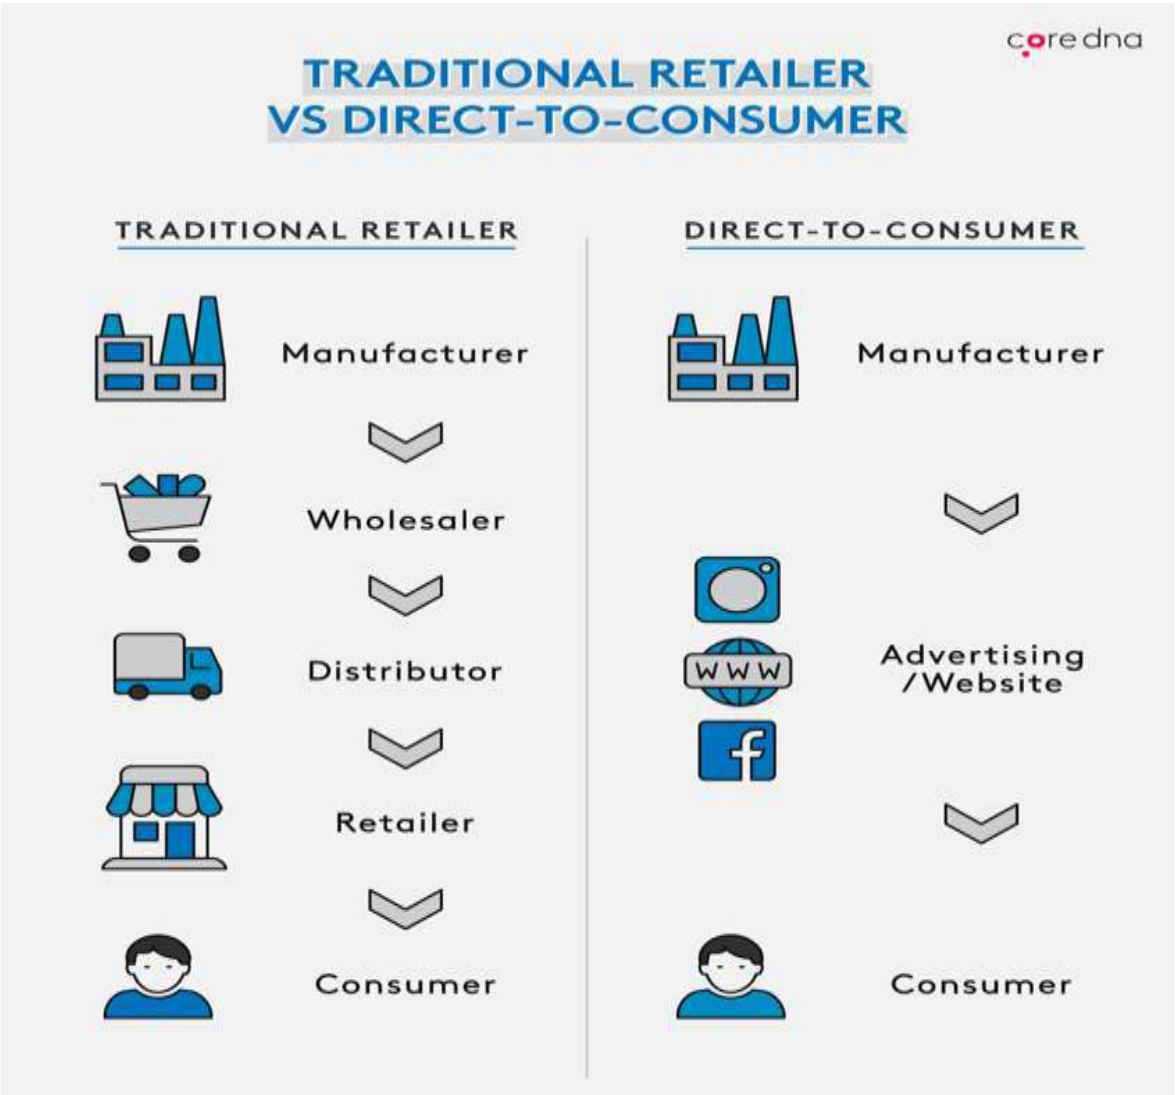 core dna
TRADITIONAL RETAILER
VS DIRECT-TO-CONSUMER
TRADITIONAL RETAILER
Manufacturer
Wholesaler
Distributor
Retailer
Consumer
DIRECT-TO-CONSUMER
Manufacturer
WWW
f
Advertising
/Website
Consumer